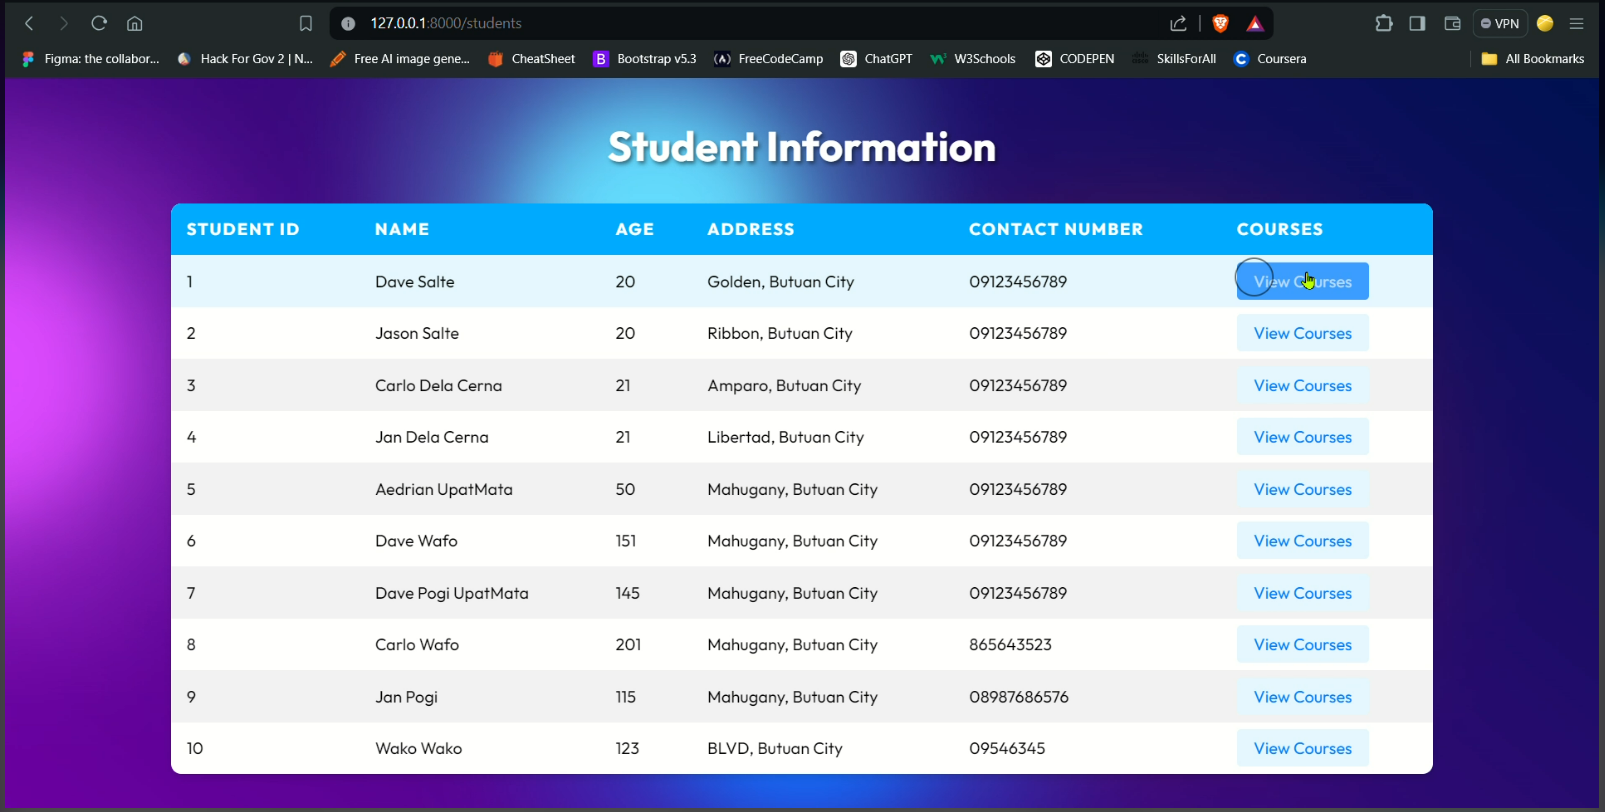 127.0.0.1:8000/students
VPN
Figma: the collabor... Hack For Gov 2 | N... Free AI image gene... CheatSheet Bootstrap v5.3 FreeCodeCamp ChatGPT W3Schools CODEPEN SkillsForAll Coursera All Bookmarks
Student Information
STUDENT ID NAME AGE ADDRESS CONTACT NUMBER COURSES
1 Dave Salte 20 Golden, Butuan City 09123456789 View Courses
2 Jason Salte 20 Ribbon, Butuan City 09123456789 View Courses
3 Carlo Dela Cerna 21 Amparo, Butuan City 09123456789 View Courses
4 Jan Dela Cerna 21 Libertad, Butuan City 09123456789 View Courses
5 Aedrian UpatMata 50 Mahugany, Butuan City 09123456789 View Courses
6 Dave Wafo 151 Mahugany, Butuan City 09123456789 View Courses
7 Dave Pogi UpatMata 145 Mahugany, Butuan City 09123456789 View Courses
8 Carlo Wafo 201 Mahugany, Butuan City 865643523 View Courses
9 Jan Pogi 115 Mahugany, Butuan City 08987686576 View Courses
10 Wako Wako 123 BLVD, Butuan City 09546345 View Courses